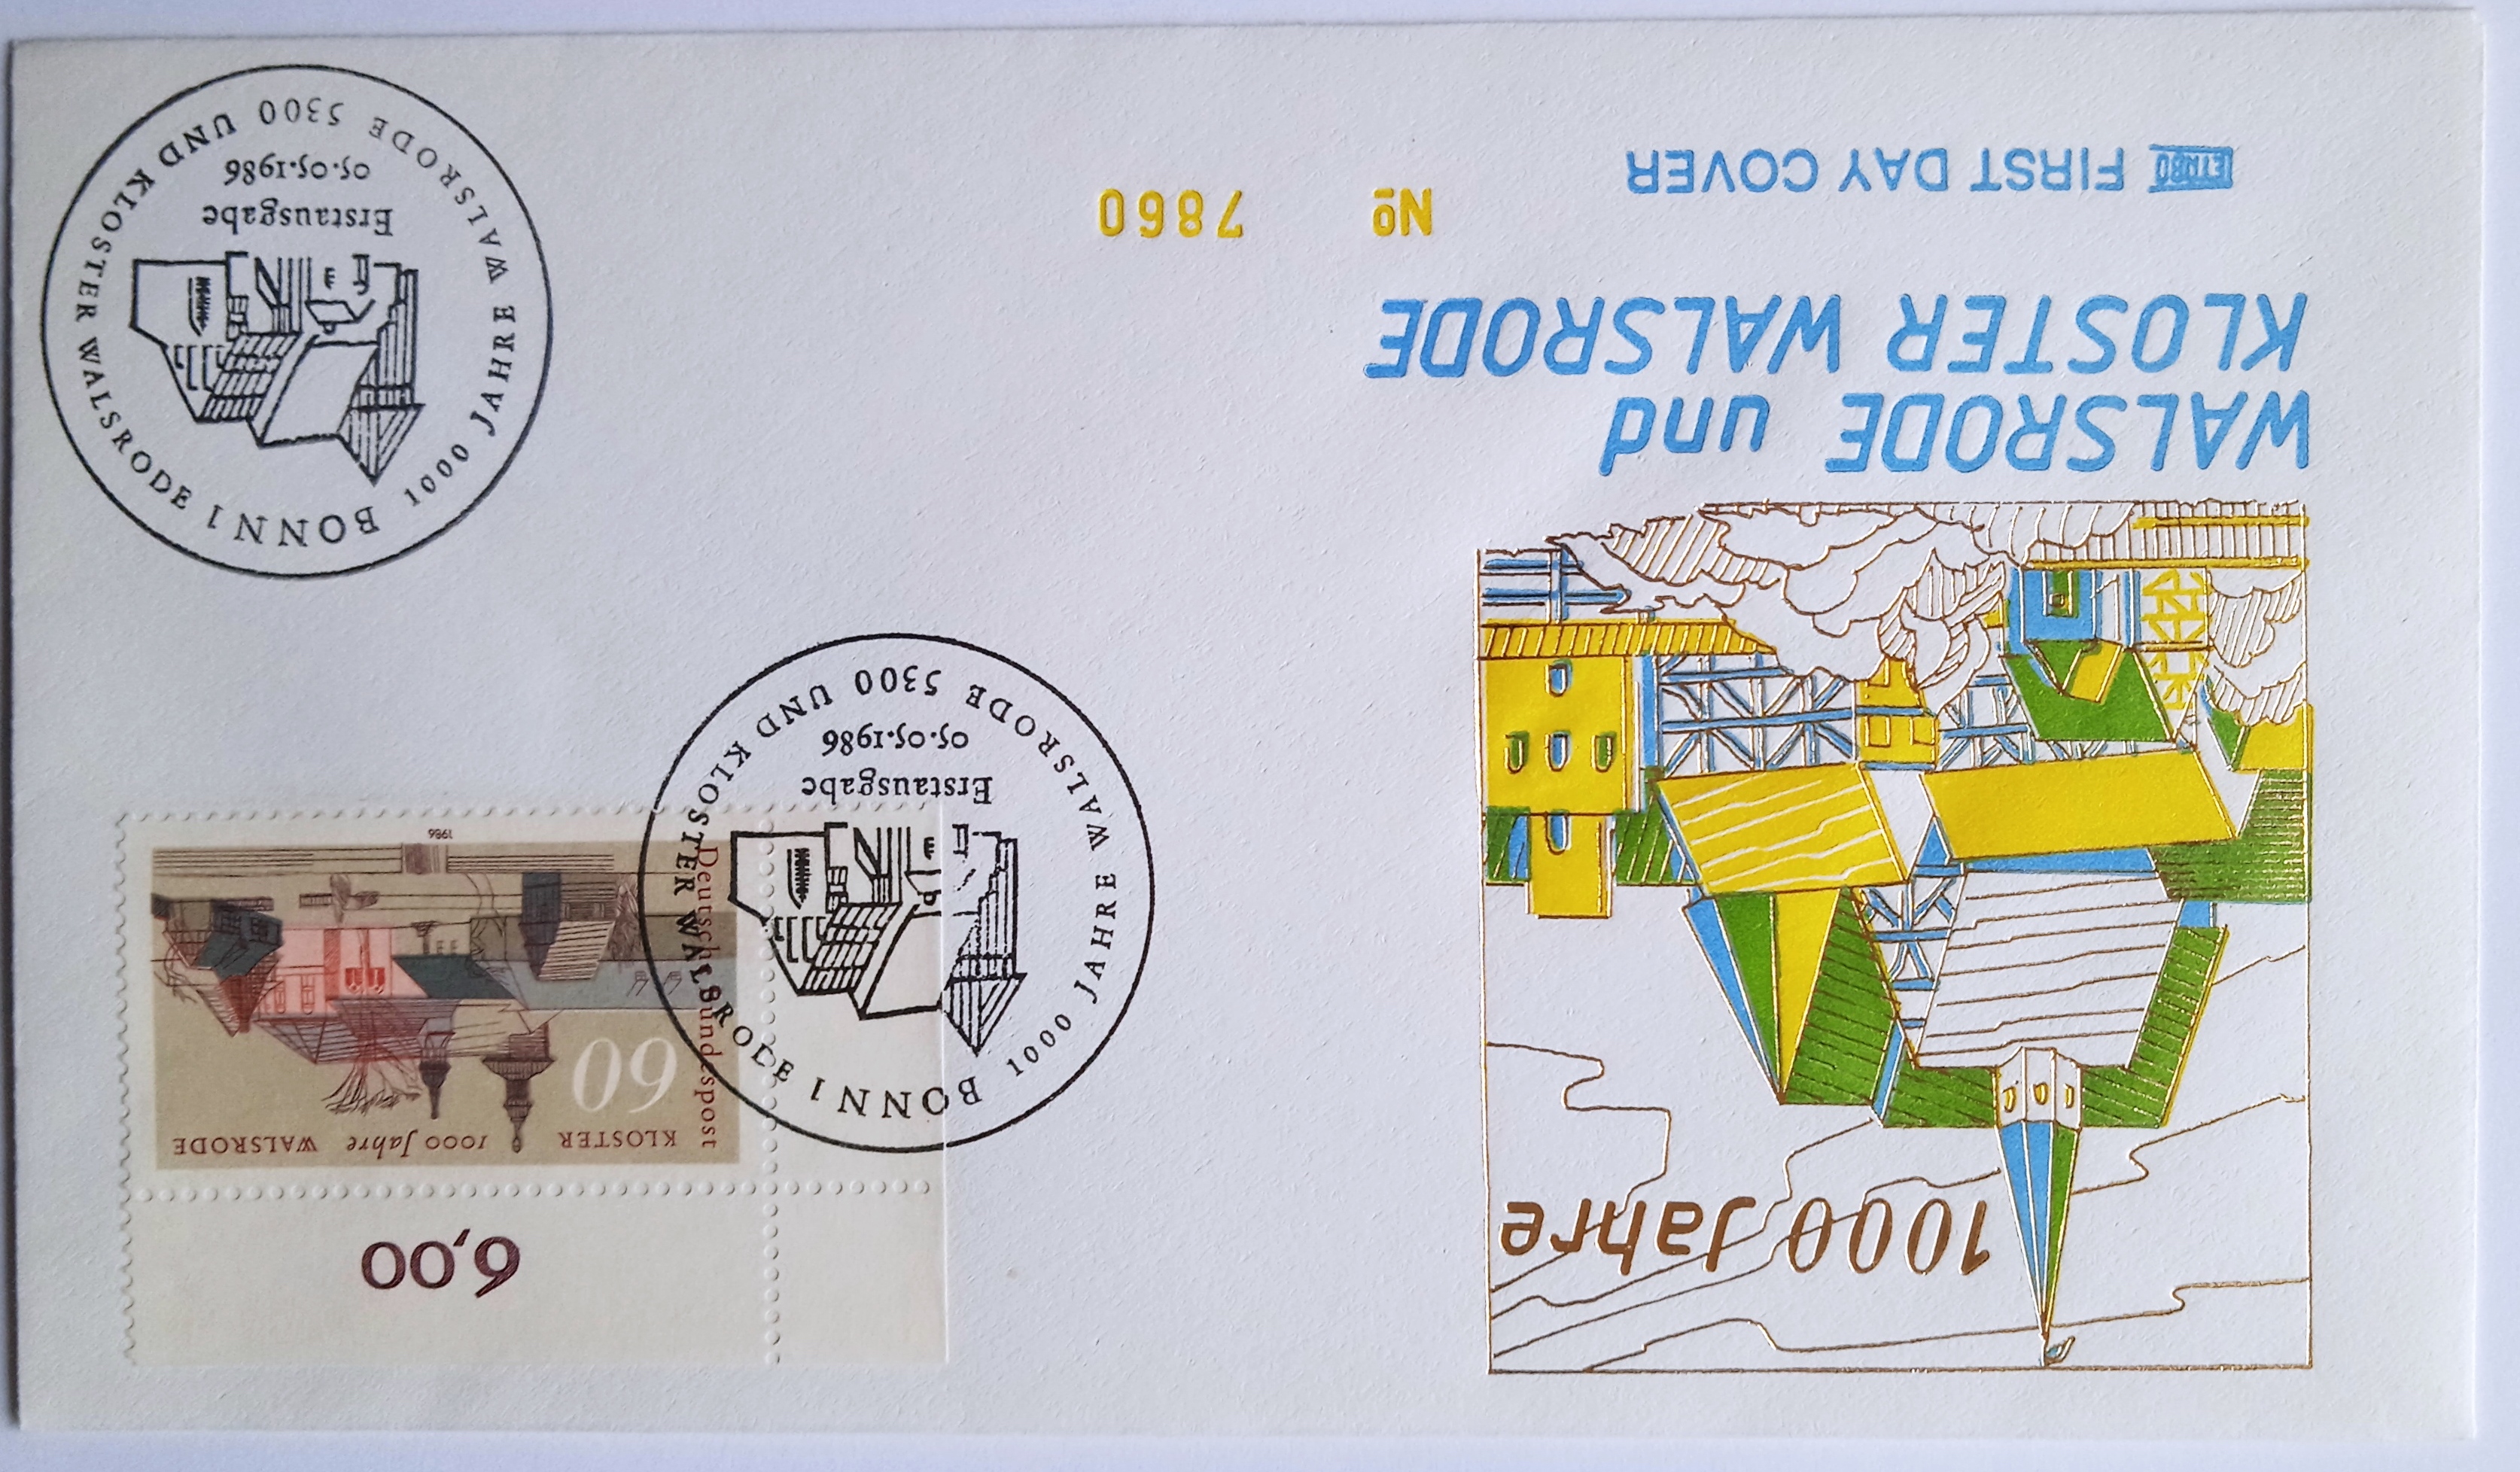 1000 Jahre
WALSRODE und
KLOSTER WALSRODE
No 7860
ETRBO FIRST DAY COVER
6,00
KLOSTER 1000 Jahre WALSRODE
60
Deutsche Bundespost
1986
1000 JAHRE WALSRODE 5300 UND KLOSTER WALSRODE
BONN 1
Erstausgabe
05.05.1986
1000 JAHRE WALSRODE 5300 UND KLOSTER WALSRODE
BONN 1
Erstausgabe
05.05.1986